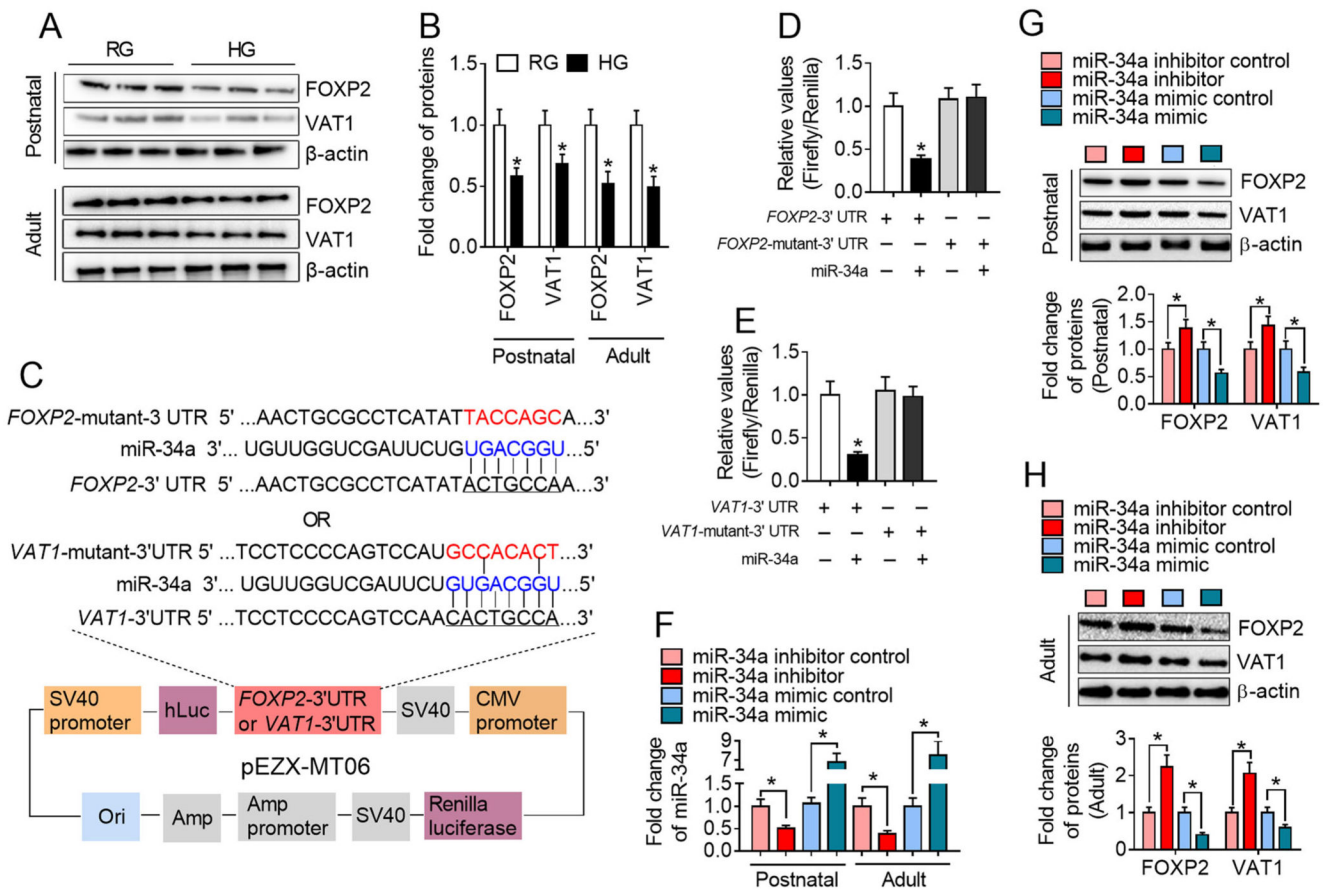 A
RG HG
Postnatal
FOXP2
VAT1
β-actin
Adult
FOXP2
VAT1
β-actin
B
RG HG
Fold change of proteins
1.5
1.0
0.5
0.0
* * * *
FOXP2 VAT1 FOXP2 VAT1
Postnatal Adult
C
FOXP2-mutant-3 UTR 5' ...AACTGCGCCTCATATTACCAGCA...3'
miR-34a 3'... UGUUGGUCGAUUCUGUGACGGU...5'
FOXP2-3' UTR 5' ...AACTGCGCCTCATATACTGCCAA...3'
OR
VAT1-mutant-3'UTR 5' ...TCCTCCCCAGTCCAUGCCACACT...3'
miR-34a 3'... UGUUGGUCGAUUCUGUGACGGU...5'
VAT1-3'UTR 5' ...TCCTCCCCAGTCCAACACTGCCA...3'
SV40 promoter
hLuc
FOXP2-3'UTR
or VAT1-3'UTR
SV40
CMV promoter
pEZX-MT06
Ori
Amp
Amp promoter
SV40
Renilla luciferase
D
Relative values
(Firefly/Renilla)
1.5
1.0
0.5
0.0
*
FOXP2-3' UTR + + – –
FOXP2-mutant-3' UTR – – + +
miR-34a – + – +
E
Relative values
(Firefly/Renilla)
1.5
1.0
0.5
0.0
*
VAT1-3' UTR + + – –
VAT1-mutant-3' UTR – – + +
miR-34a – + – +
F
miR-34a inhibitor control
miR-34a inhibitor
miR-34a mimic control
miR-34a mimic
Fold change
of miR-34a
9
7
5
1.0
0.5
0.0
* * * *
Postnatal Adult
G
miR-34a inhibitor control
miR-34a inhibitor
miR-34a mimic control
miR-34a mimic
Postnatal
FOXP2
VAT1
β-actin
Fold change
of proteins
(Postnatal)
2.0
1.5
1.0
0.5
0.0
* * * *
FOXP2 VAT1
H
miR-34a inhibitor control
miR-34a inhibitor
miR-34a mimic control
miR-34a mimic
Adult
FOXP2
VAT1
β-actin
Fold change
of proteins
(Adult)
4
3
2
1
0
* * * *
FOXP2 VAT1